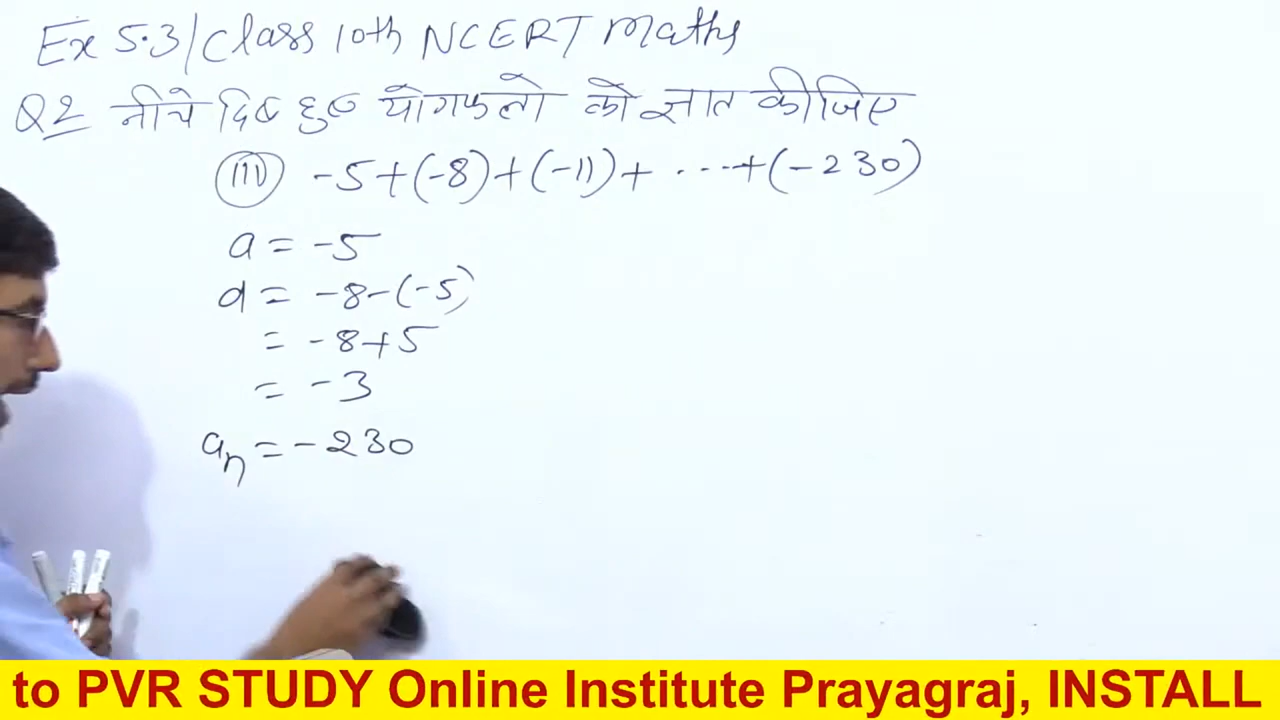 Ex 5.3/Class 10th NCERT Maths
Q2 नीचे दिए हुए योगफलो को ज्ञात कीजिए
(iii) -5+(-8)+(-11)+ ....+(-230)
a = -5
d = -8-(-5)
= -8+5
= -3
aₙ = -230
to PVR STUDY Online Institute Prayagraj, INSTALL